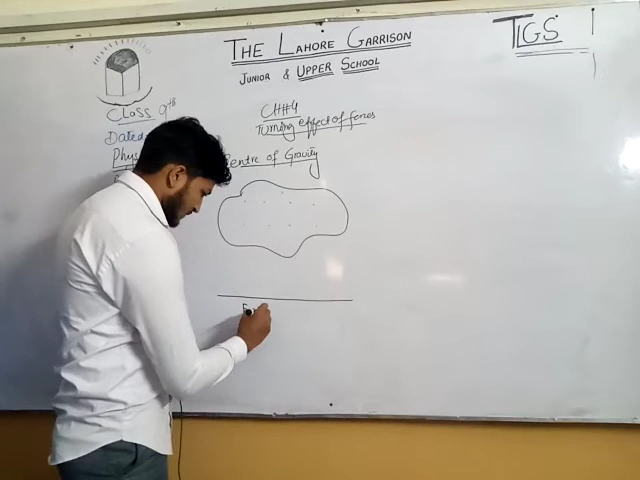 THE LAHORE GARRISON
JUNIOR & UPPER SCHOOL
TLGS
CLASS 9th
CH#4
Turning effect of forces
Dated
Phys
Centre of Gravity